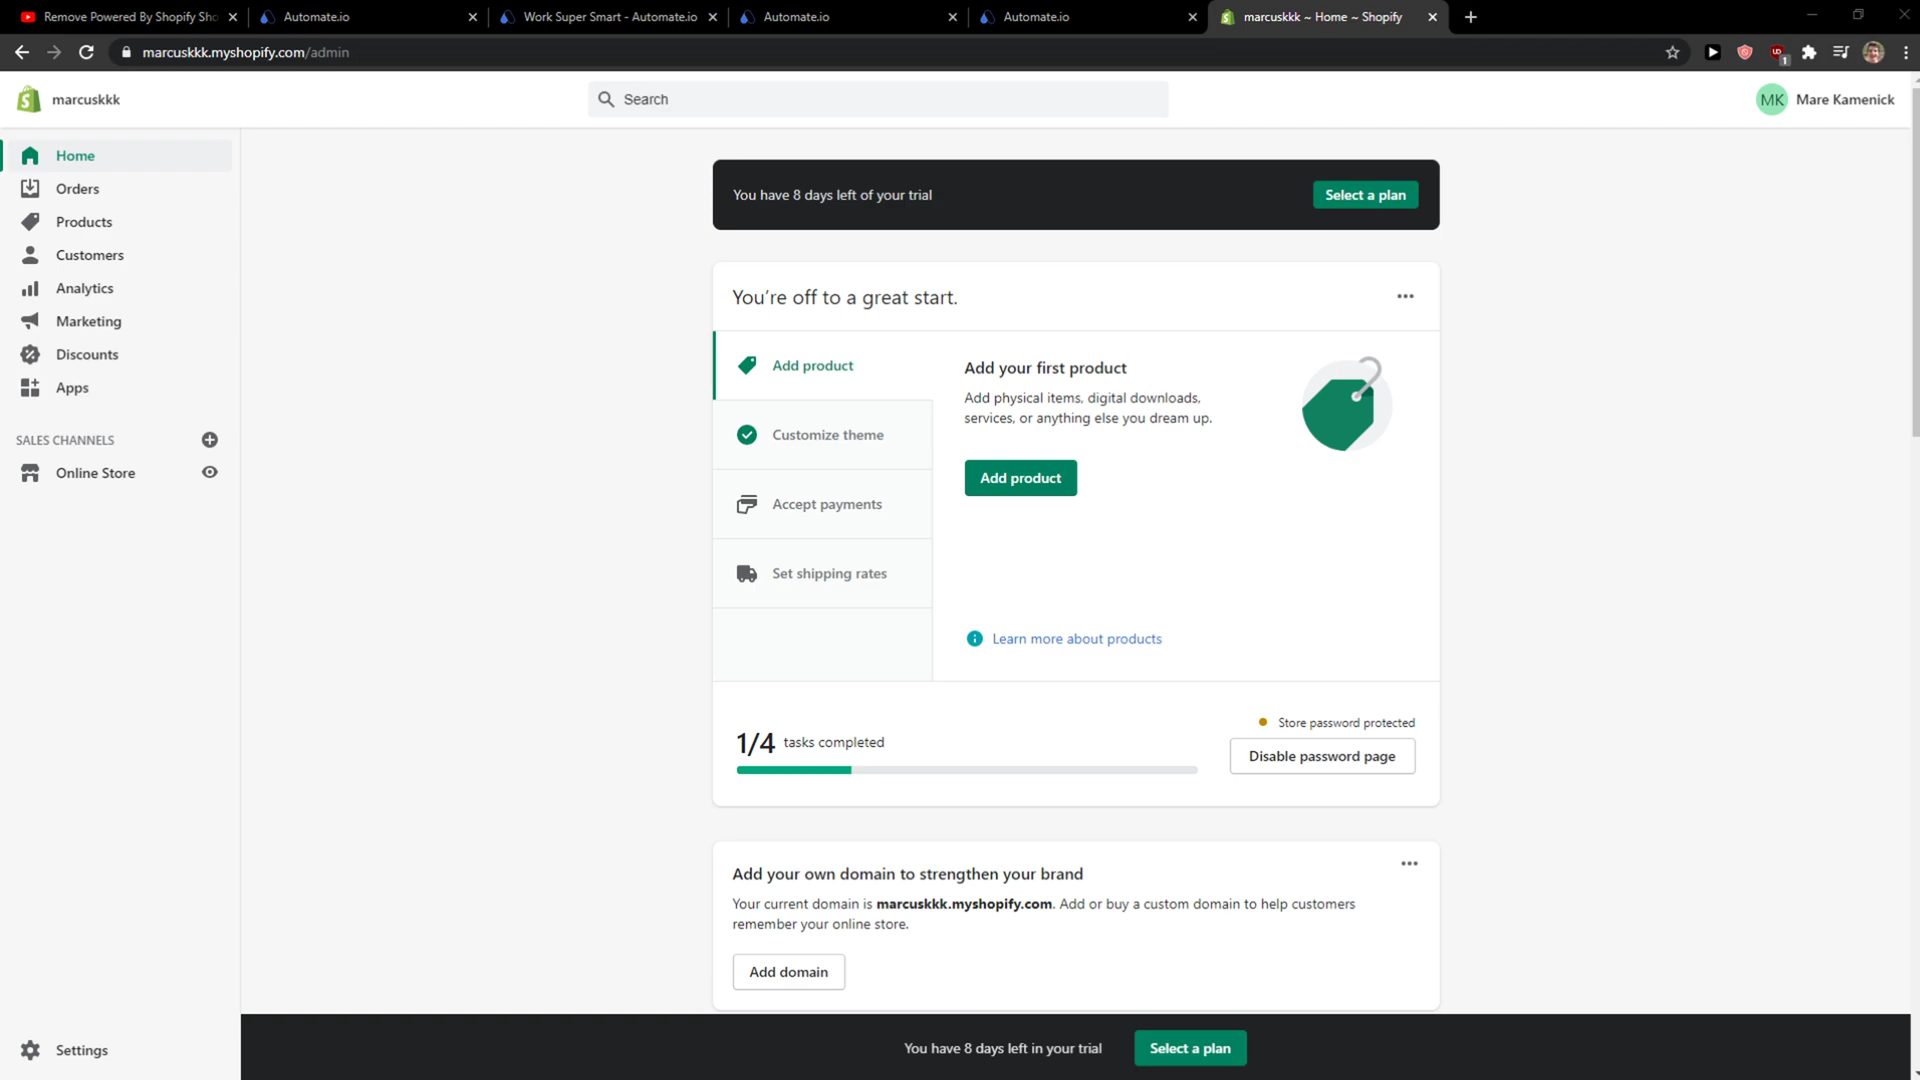 Remove Powered By Shopify Sho
Automate.io
Work Super Smart - Automate.io
Automate.io
Automate.io
marcuskkk ~ Home ~ Shopify
marcuskkk.myshopify.com/admin
1
marcuskkk
Search
MK
Mare Kamenick
Home
Orders
Products
Customers
Analytics
Marketing
Discounts
Apps
SALES CHANNELS
Online Store
Settings
You have 8 days left of your trial
Select a plan
You're off to a great start.
Add product
Customize theme
Accept payments
Set shipping rates
Add your first product
Add physical items, digital downloads,
services, or anything else you dream up.
Add product
Learn more about products
1/4 tasks completed
Store password protected
Disable password page
Add your own domain to strengthen your brand
Your current domain is marcuskkk.myshopify.com. Add or buy a custom domain to help customers
remember your online store.
Add domain
You have 8 days left in your trial
Select a plan